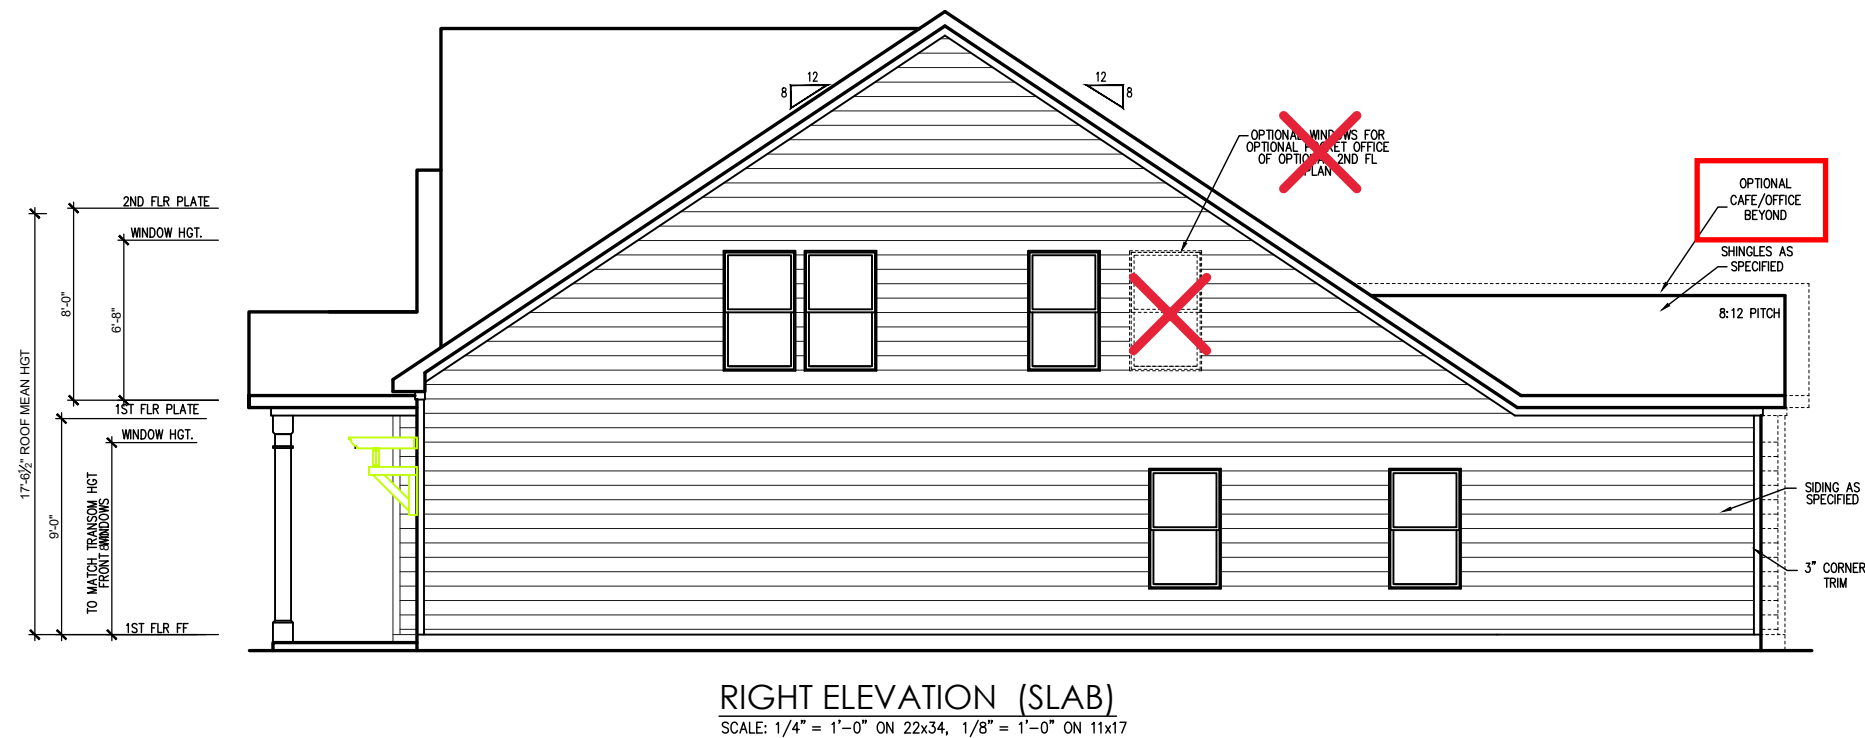 12
8
12
8
OPTIONAL WINDOWS FOR
OPTIONAL POCKET OFFICE
OF OPTIONAL 2ND FL
PLAN
OPTIONAL
CAFE/OFFICE
BEYOND
SHINGLES AS
SPECIFIED
8:12 PITCH
2ND FLR PLATE
WINDOW HGT.
8'-0"
6'-8"
17'-6½" ROOF MEAN HGT
1ST FLR PLATE
WINDOW HGT.
9'-0"
TO MATCH TRANSOM HGT
FRONT WINDOWS
1ST FLR FF
SIDING AS
SPECIFIED
3" CORNER
TRIM
RIGHT ELEVATION (SLAB)
SCALE: 1/4" = 1'-0" ON 22x34, 1/8" = 1'-0" ON 11x17